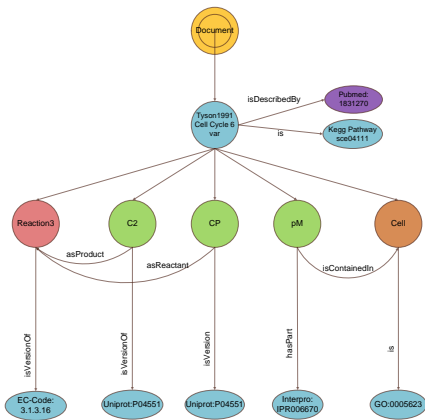 Document
isDescribedBy
Pubmed:
1831270
Tyson1991
Cell Cycle 6
var
is
Kegg Pathway
sce04111
Reaction3
C2
CP
pM
Cell
asProduct
asReactant
isContainedIn
isVersionOf
isVersionOf
isVersion
hasPart
is
EC-Code:
3.1.3.16
Uniprot:P04551
Uniprot:P04551
Interpro:
IPR006670
GO:0005623